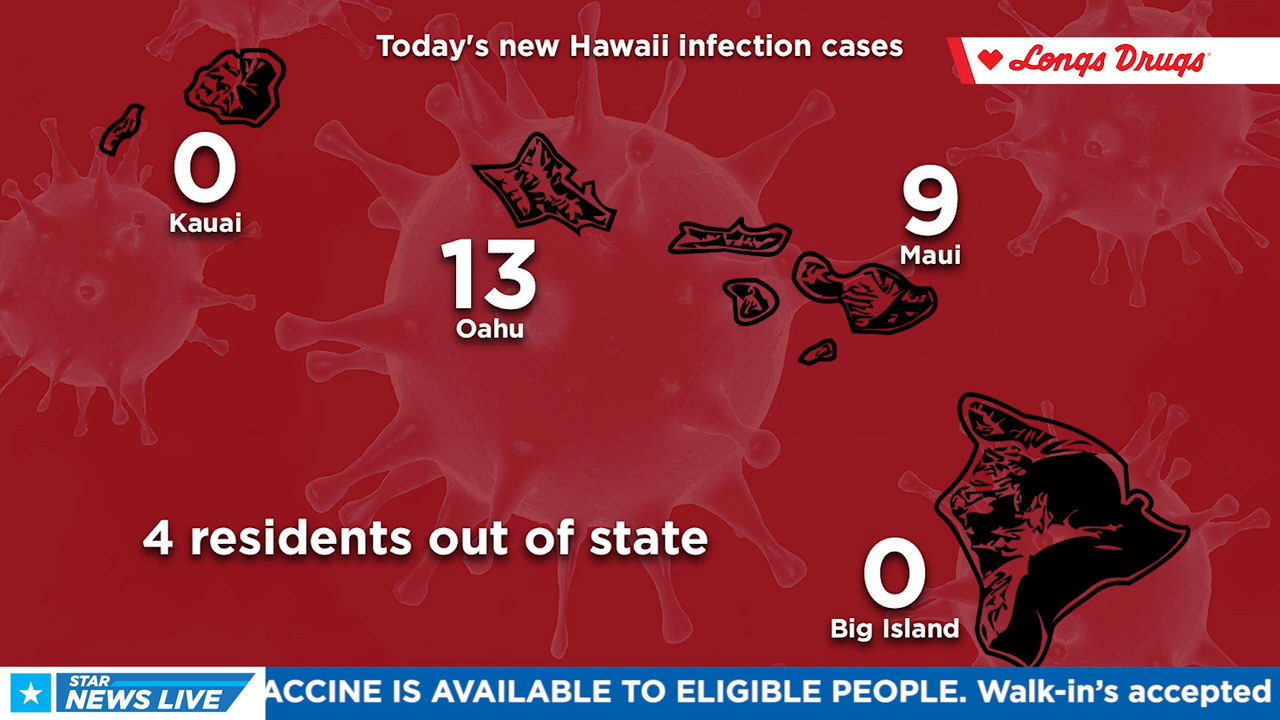 Today's new Hawaii infection cases
Longs Drugs
0
Kauai
13
Oahu
9
Maui
4 residents out of state
0
Big Island
STAR
NEWS LIVE
ACCINE IS AVAILABLE TO ELIGIBLE PEOPLE. Walk-in’s accepted